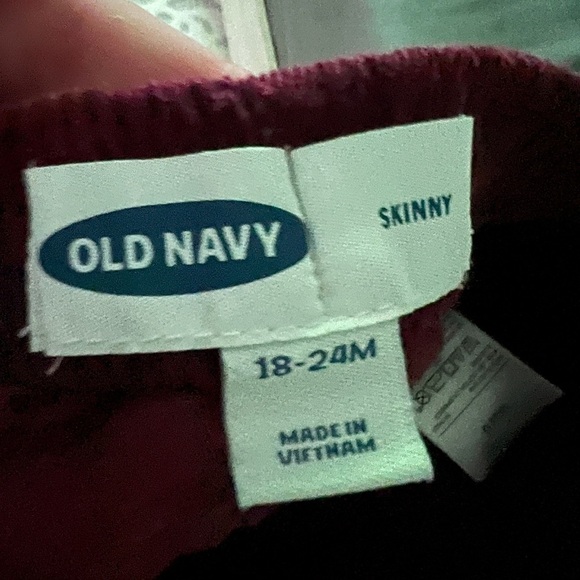 OLD NAVY
SKINNY
18-24M
MADE IN
VIETNAM